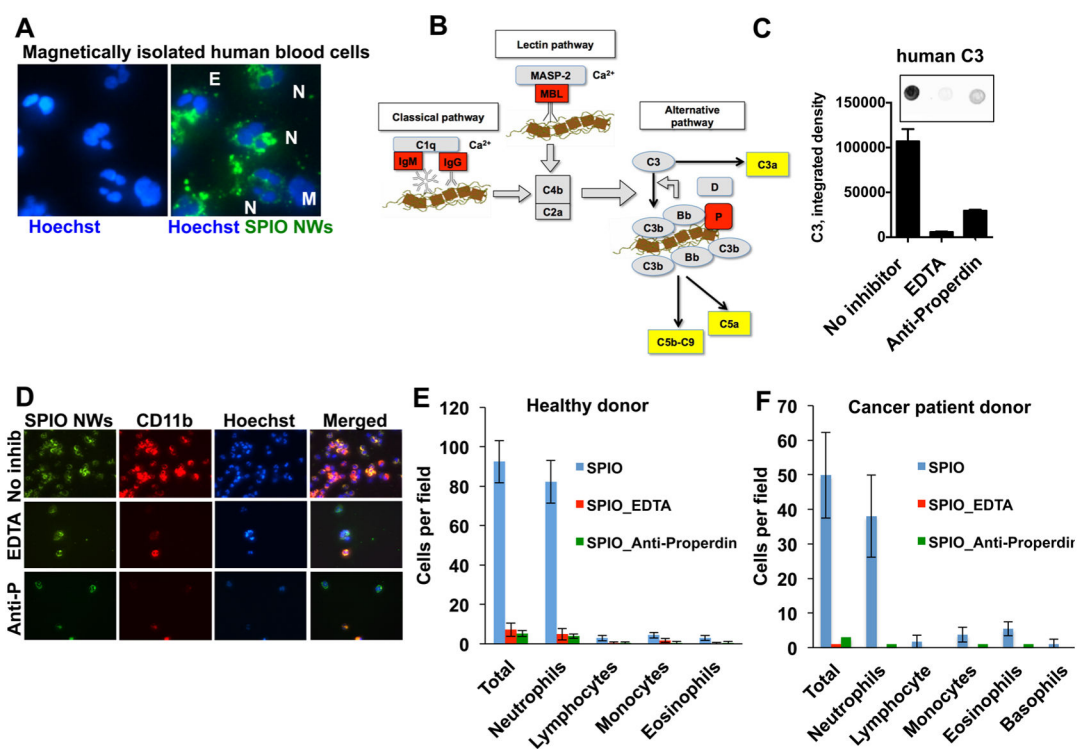 A
Magnetically isolated human blood cells
E
N
N
N
M
Hoechst
Hoechst SPIO NWs
B
Lectin pathway
MASP-2
Ca²⁺
MBL
Classical pathway
C1q
Ca²⁺
IgM
IgG
C4b
C2a
Alternative
pathway
C3
C3a
D
Bb
P
C3b
C3b
Bb
C3b
C5a
C5b-C9
C
human C3
C3, integrated density
150000
100000
50000
0
No inhibitor
EDTA
Anti-Properdin
D
SPIO NWs
CD11b
Hoechst
Merged
No inhib
EDTA
Anti-P
E
Healthy donor
Cells per field
120
100
80
60
40
20
0
SPIO
SPIO_EDTA
SPIO_Anti-Properdin
Total
Neutrophils
Lymphocytes
Monocytes
Eosinophils
F
Cancer patient donor
Cells per field
70
60
50
40
30
20
10
0
SPIO
SPIO_EDTA
SPIO_Anti-Properdin
Total
Neutrophils
Lymphocyte
Monocytes
Eosinophils
Basophils